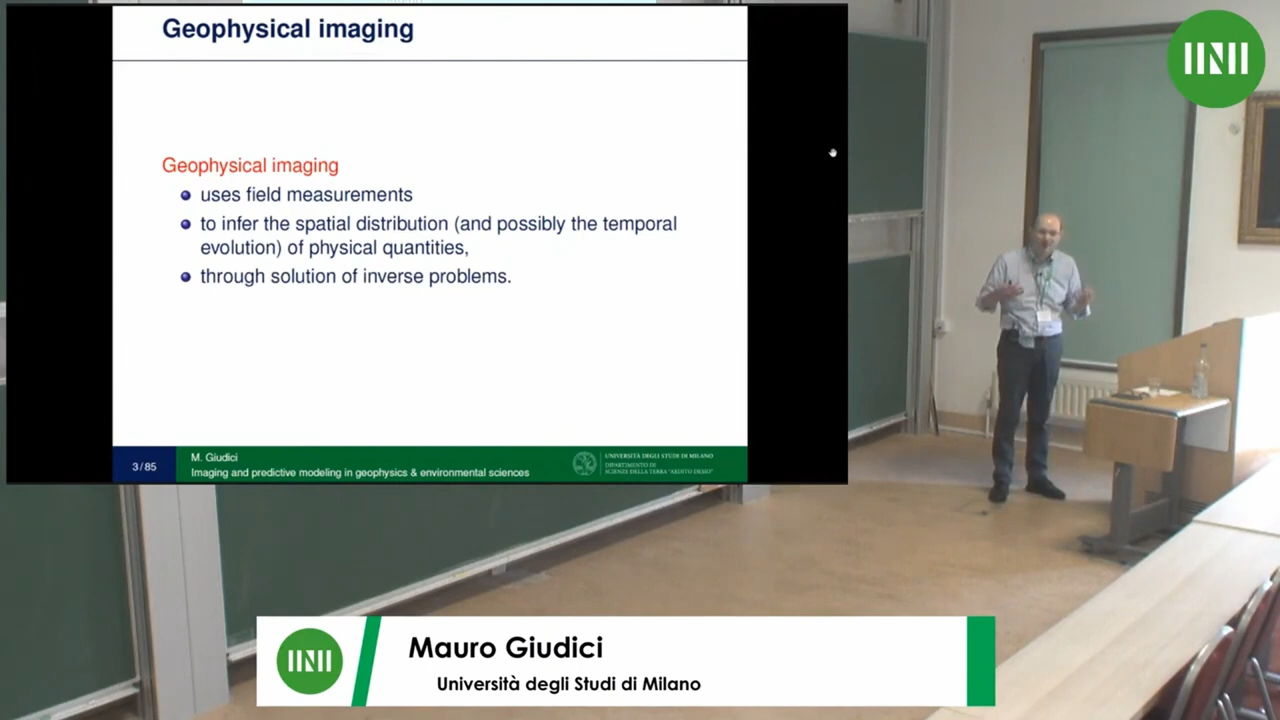 Geophysical imaging
Geophysical imaging
uses field measurements
to infer the spatial distribution (and possibly the temporal
evolution) of physical quantities,
through solution of inverse problems.
3 / 85
M. Giudici
Imaging and predictive modeling in geophysics & environmental sciences
UNIVERSITÀ DEGLI STUDI DI MILANO
DIPARTIMENTO DI
SCIENZE DELLA TERRA "ARDITO DESIO"
Mauro Giudici
Università degli Studi di Milano